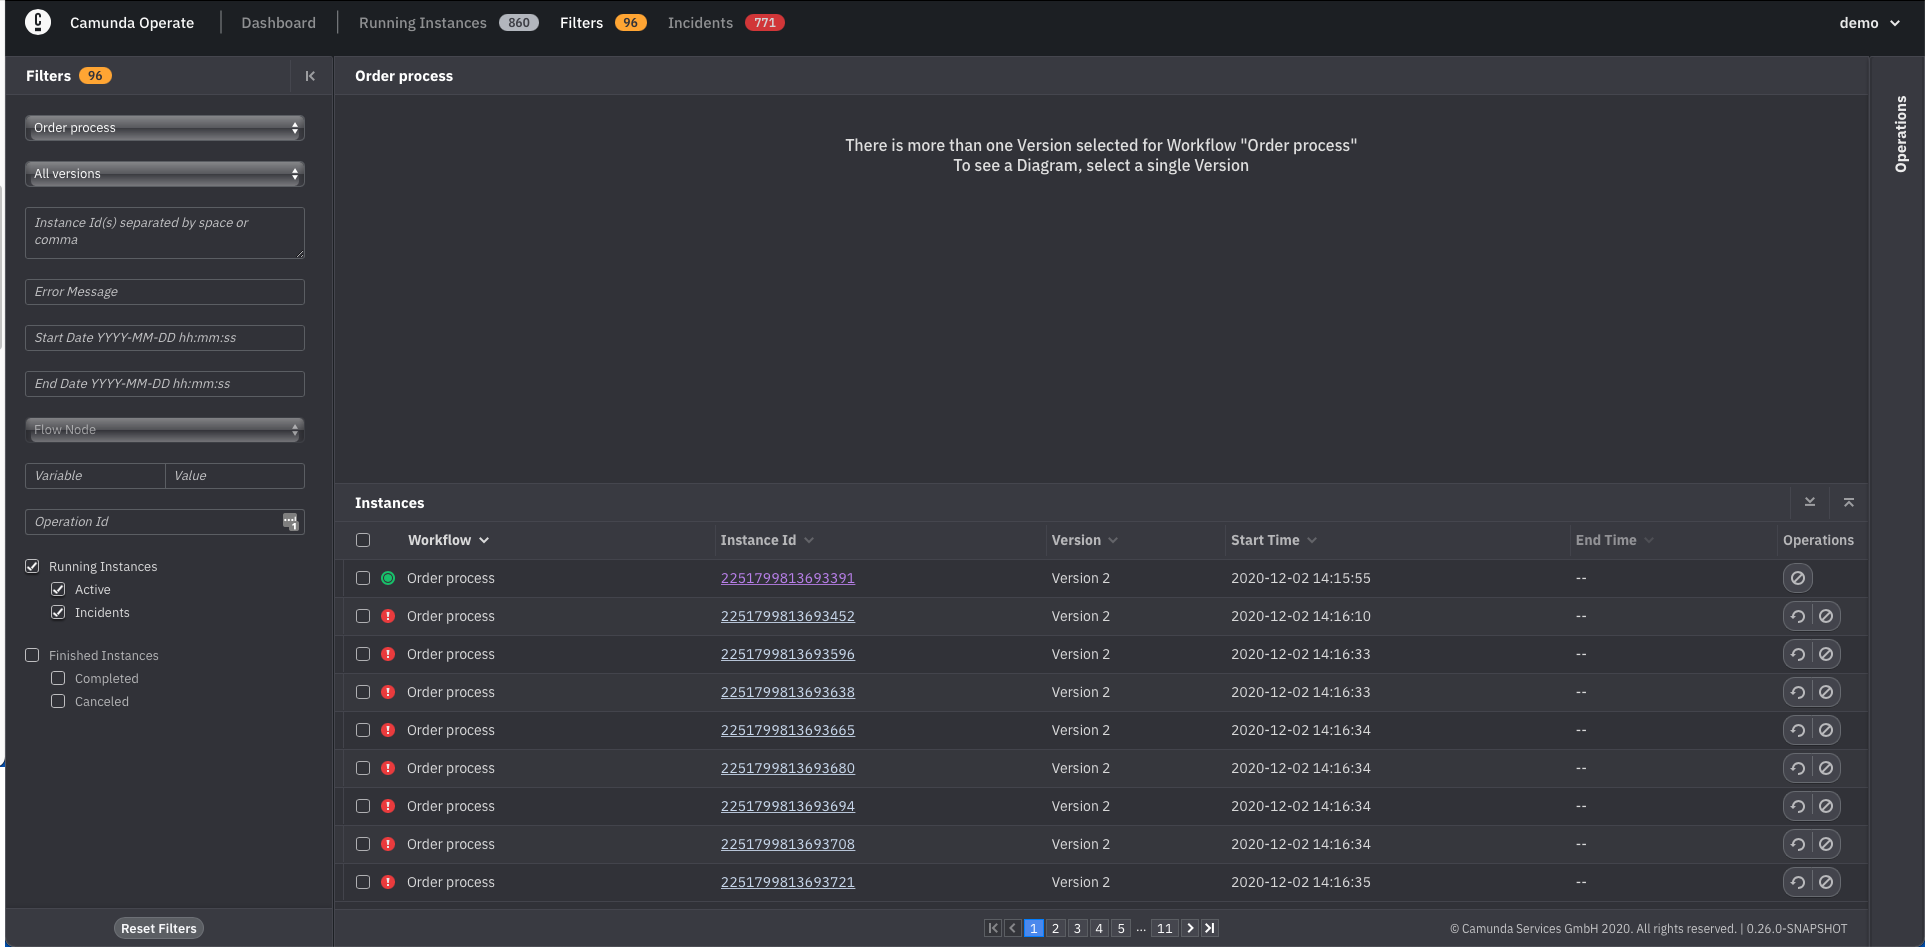 Camunda Operate
Dashboard
Running Instances 860
Filters 96
Incidents 771
demo
Filters 96
Order process
All versions
Instance Id(s) separated by space or
comma
Error Message
Start Date YYYY-MM-DD hh:mm:ss
End Date YYYY-MM-DD hh:mm:ss
Flow Node
Variable Value
Operation Id
Running Instances
Active
Incidents
Finished Instances
Completed
Canceled
Reset Filters
Order process
There is more than one Version selected for Workflow "Order process"
To see a Diagram, select a single Version
Operations
Instances
Workflow Instance Id Version Start Time End Time Operations
Order process 2251799813693391 Version 2 2020-12-02 14:15:55 --
Order process 2251799813693452 Version 2 2020-12-02 14:16:10 --
Order process 2251799813693596 Version 2 2020-12-02 14:16:33 --
Order process 2251799813693638 Version 2 2020-12-02 14:16:33 --
Order process 2251799813693665 Version 2 2020-12-02 14:16:34 --
Order process 2251799813693680 Version 2 2020-12-02 14:16:34 --
Order process 2251799813693694 Version 2 2020-12-02 14:16:34 --
Order process 2251799813693708 Version 2 2020-12-02 14:16:34 --
Order process 2251799813693721 Version 2 2020-12-02 14:16:35 --
1 2 3 4 5 ... 11
© Camunda Services GmbH 2020. All rights reserved. | 0.26.0-SNAPSHOT